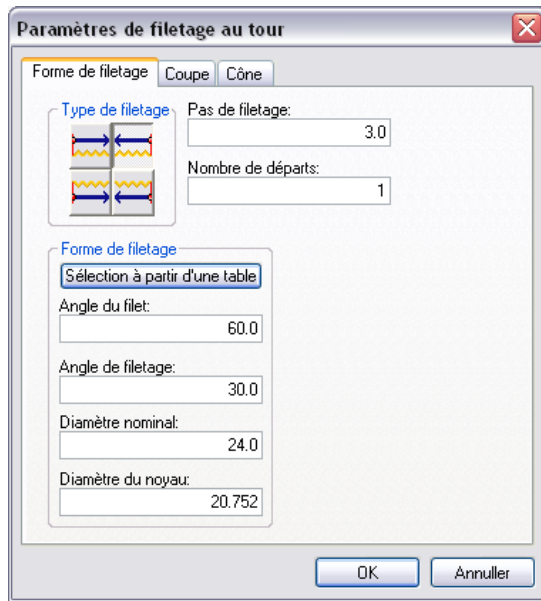 Paramètres de filetage au tour
Forme de filetage Coupe Cône
Type de filetage Pas de filetage:
3.0
Nombre de départs:
1
Forme de filetage
Sélection à partir d'une table
Angle du filet:
60.0
Angle de filetage:
30.0
Diamètre nominal:
24.0
Diamètre du noyau:
20.752
OK Annuller